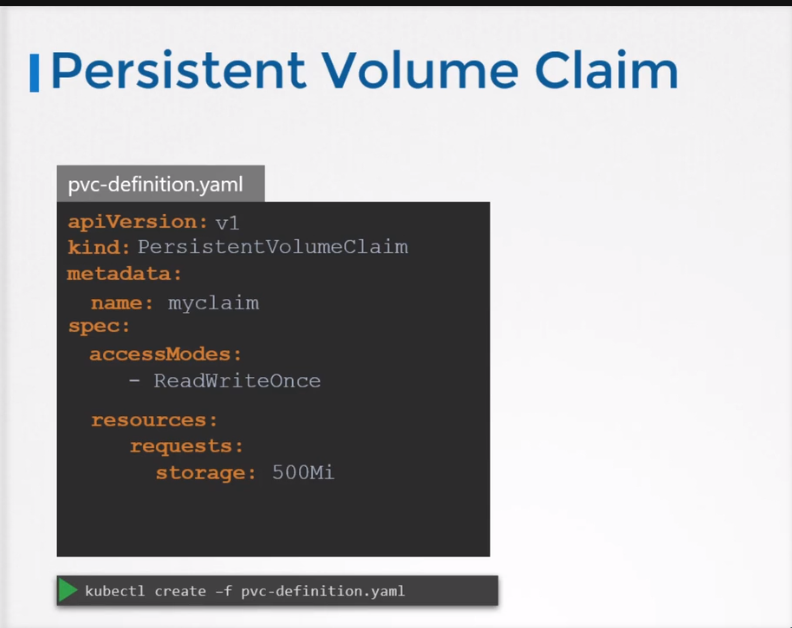 Persistent Volume Claim
pvc-definition.yaml
apiVersion: v1
kind: PersistentVolumeClaim
metadata:
  name: myclaim
spec:
  accessModes:
    - ReadWriteOnce
  resources:
    requests:
      storage: 500Mi
kubectl create –f pvc-definition.yaml